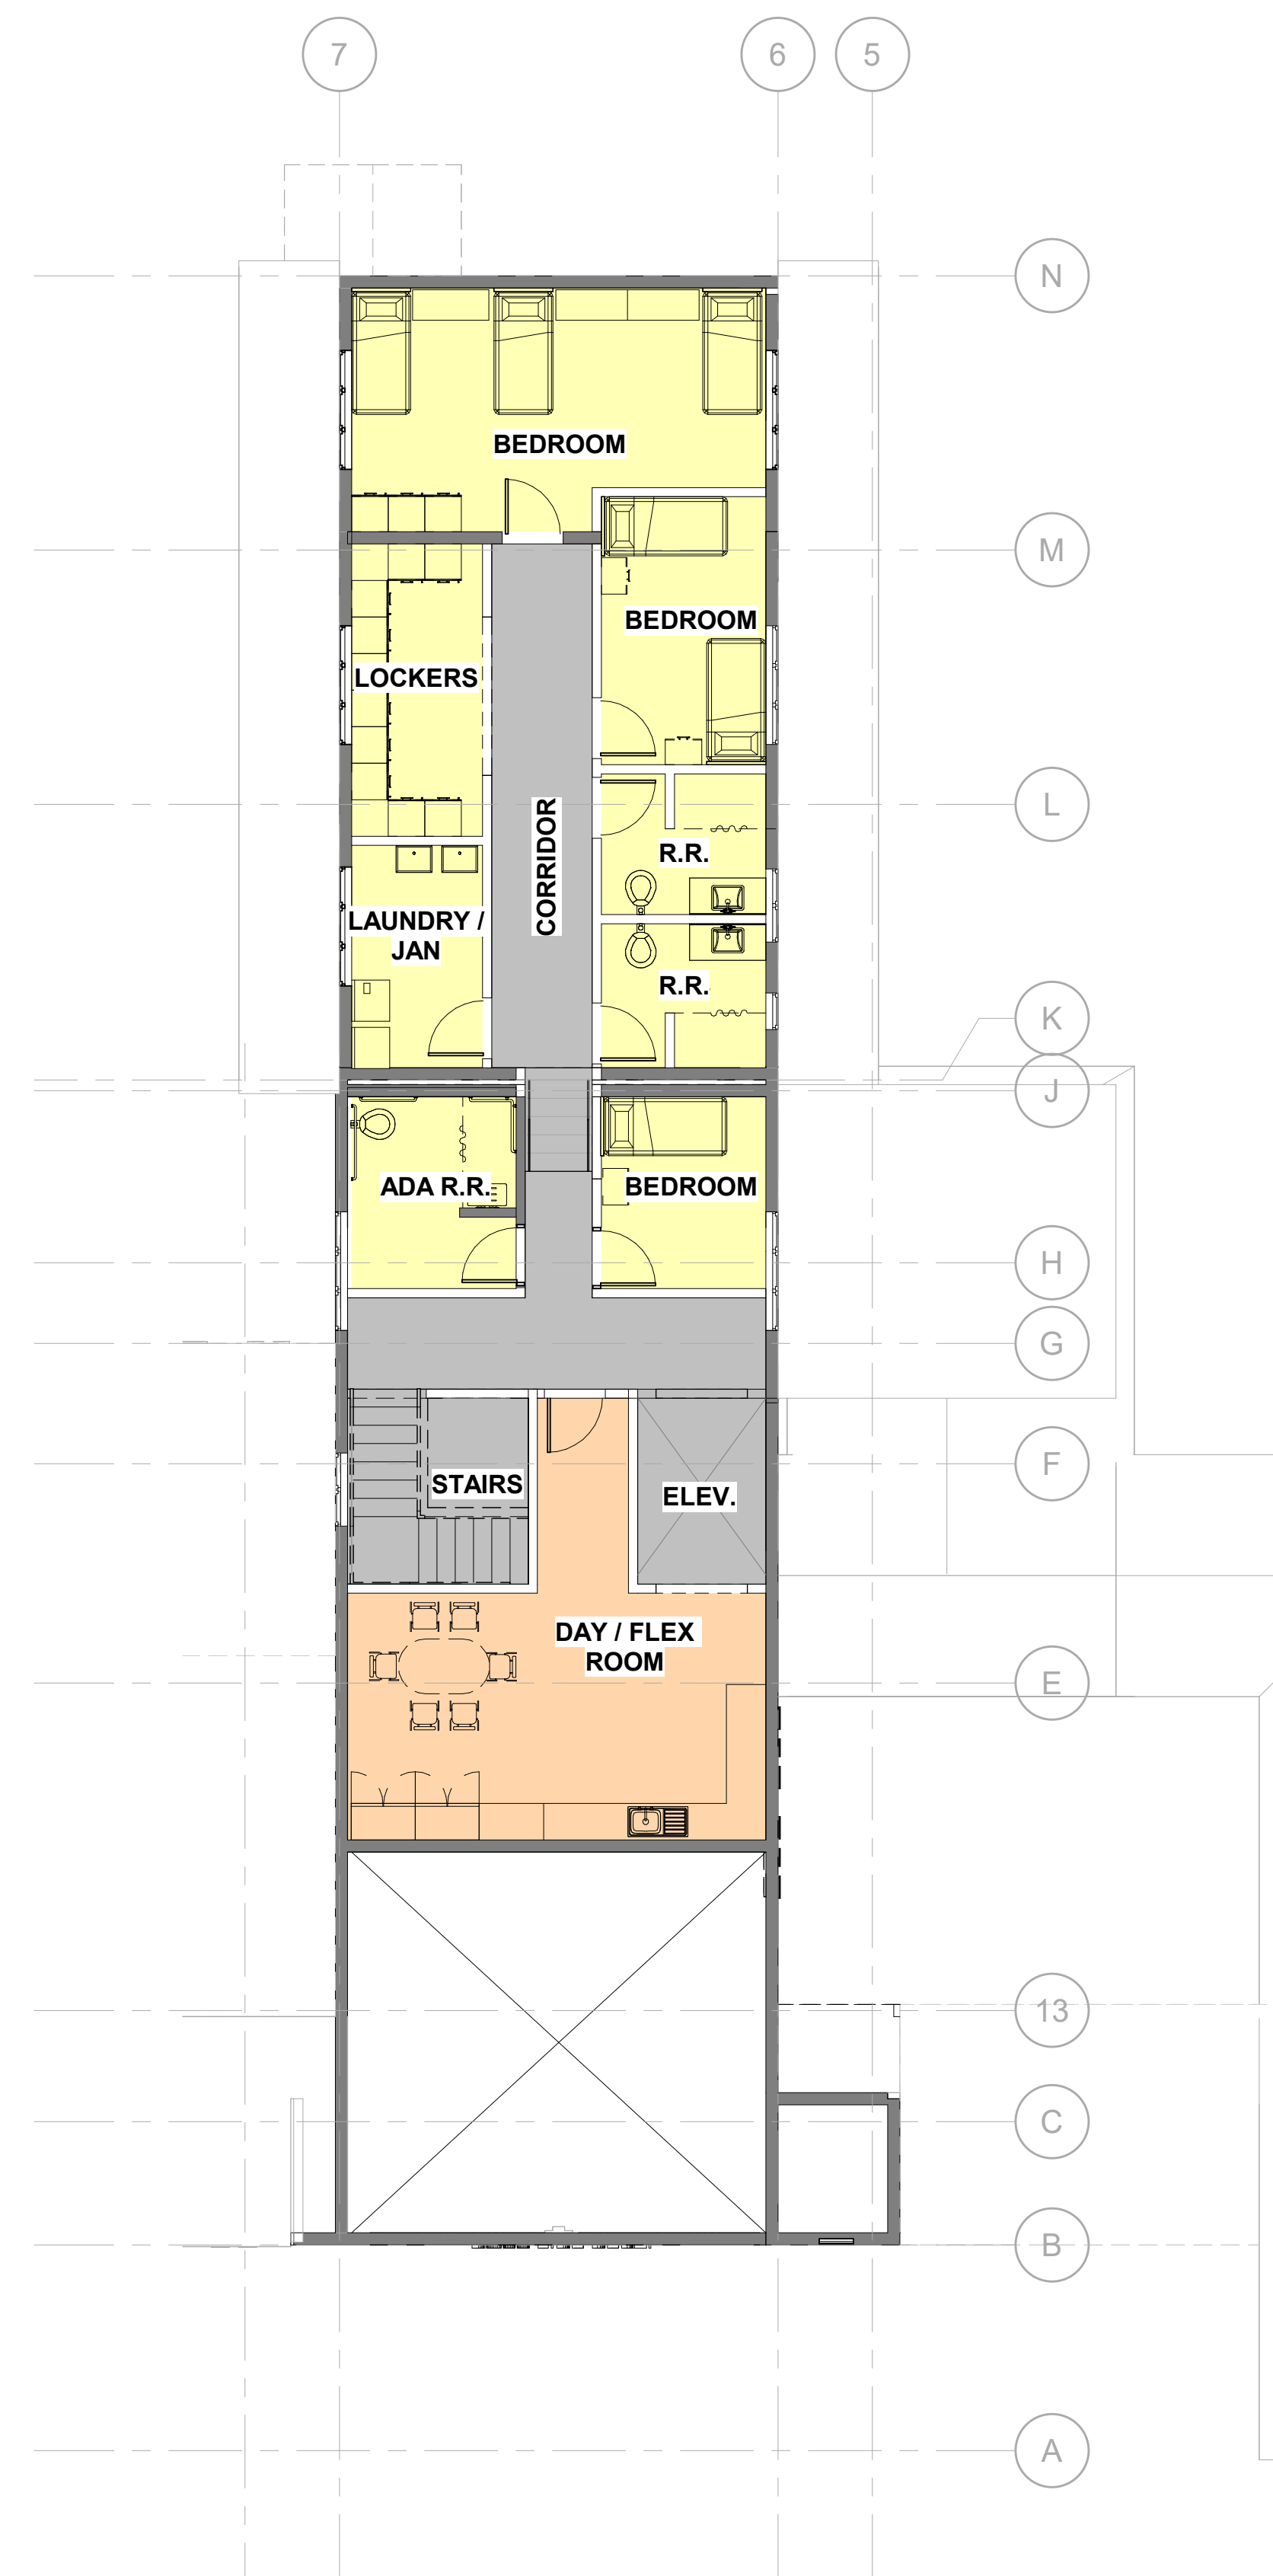 7
6
5
N
BEDROOM
M
BEDROOM
LOCKERS
L
CORRIDOR
R.R.
LAUNDRY /
JAN
R.R.
K
J
ADA R.R.
BEDROOM
H
G
F
STAIRS
ELEV.
DAY / FLEX
ROOM
E
13
C
B
A